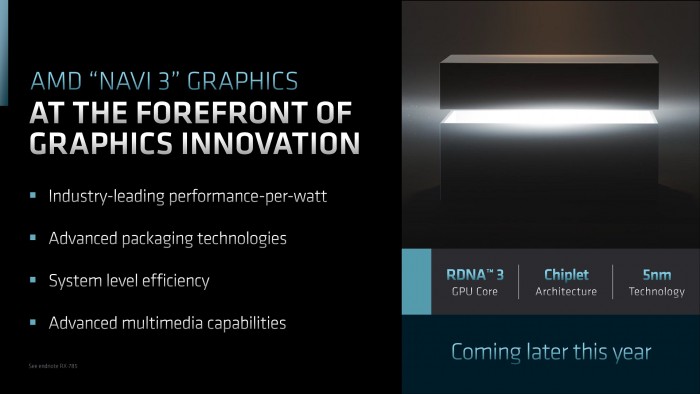 AMD “NAVI 3” GRAPHICS
AT THE FOREFRONT OF
GRAPHICS INNOVATION
▪ Industry-leading performance-per-watt
▪ Advanced packaging technologies
▪ System level efficiency
▪ Advanced multimedia capabilities
See endnote RX-785
RDNA™ 3
GPU Core
Chiplet
Architecture
5nm
Technology
Coming later this year